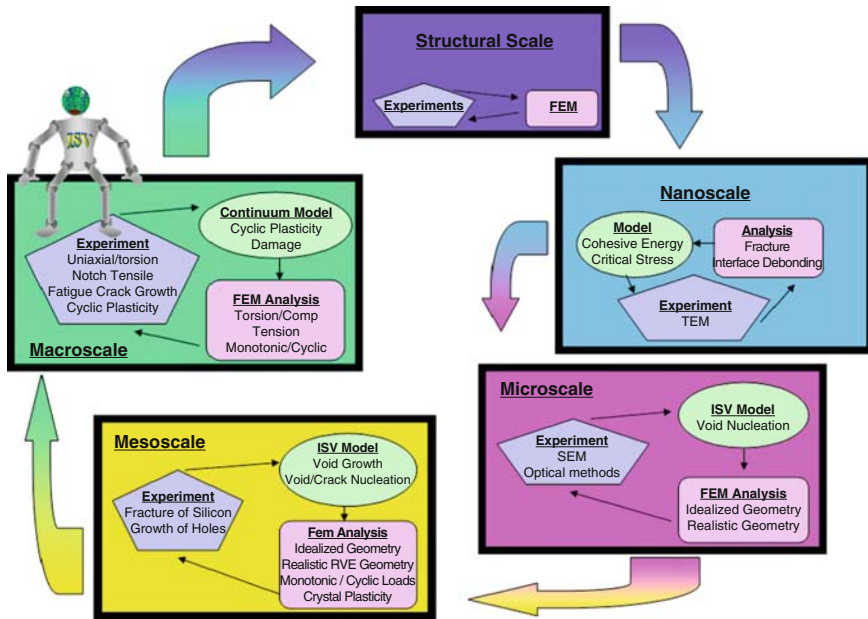 Structural Scale
Experiments
FEM
ISV
Nanoscale
Model
Cohesive Energy
Critical Stress
Analysis
Fracture
Interface Debonding
Experiment
TEM
Experiment
Uniaxial/torsion
Notch Tensile
Fatigue Crack Growth
Cyclic Plasticity
Continuum Model
Cyclic Plasticity
Damage
FEM Analysis
Torsion/Comp
Tension
Monotonic/Cyclic
Macroscale
Microscale
ISV Model
Void Nucleation
Experiment
SEM
Optical methods
FEM Analysis
Idealized Geometry
Realistic Geometry
Mesoscale
ISV Model
Void Growth
Void/Crack Nucleation
Experiment
Fracture of Silicon
Growth of Holes
Fem Analysis
Idealized Geometry
Realistic RVE Geometry
Monotonic / Cyclic Loads
Crystal Plasticity